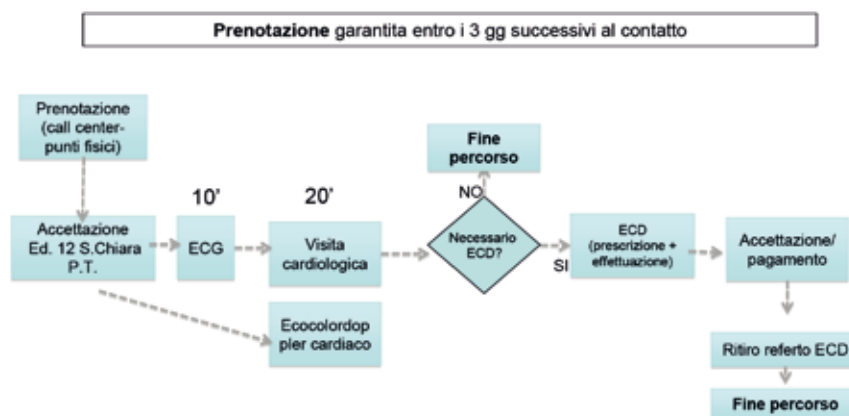 Prenotazione garantita entro i 3 gg successivi al contatto
Prenotazione
(call center-
punti fisici)
Accettazione
Ed. 12 S.Chiara
P.T.
10'
ECG
20'
Visita
cardiologica
Ecocolordop
pler cardiaco
Fine
percorso
NO
Necessario
ECD?
SI
ECD
(prescrizione +
effettuazione)
Accettazione/
pagamento
Ritiro referto ECD
Fine percorso